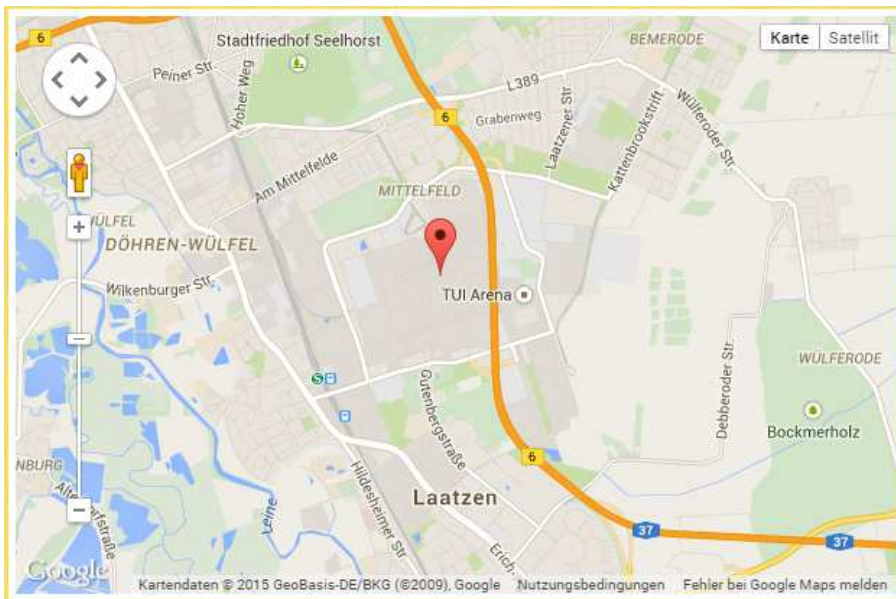 6
Stadtfriedhof Seelhorst
BEMERODE
Karte
Satellit
Peiner Str.
Hoher Weg
L389
6
Grabenweg
Laatzener Str.
Kattenbrookstrift
Wülferoder Str.
Am Mittelfelde
MITTELFELD
WÜLFEL
DÖHREN-WÜLFEL
Wilkenburger Str.
TUI Arena
S
WÜLFERODE
Debberoder Str.
Gutenbergstraße
Bockmerholz
6
NBURG
Laatzen
Hildesheimer Str.
Leine
Erich-
37
37
Google
Kartendaten © 2015 GeoBasis-DE/BKG (©2009), Google
Nutzungsbedingungen
Fehler bei Google Maps melden